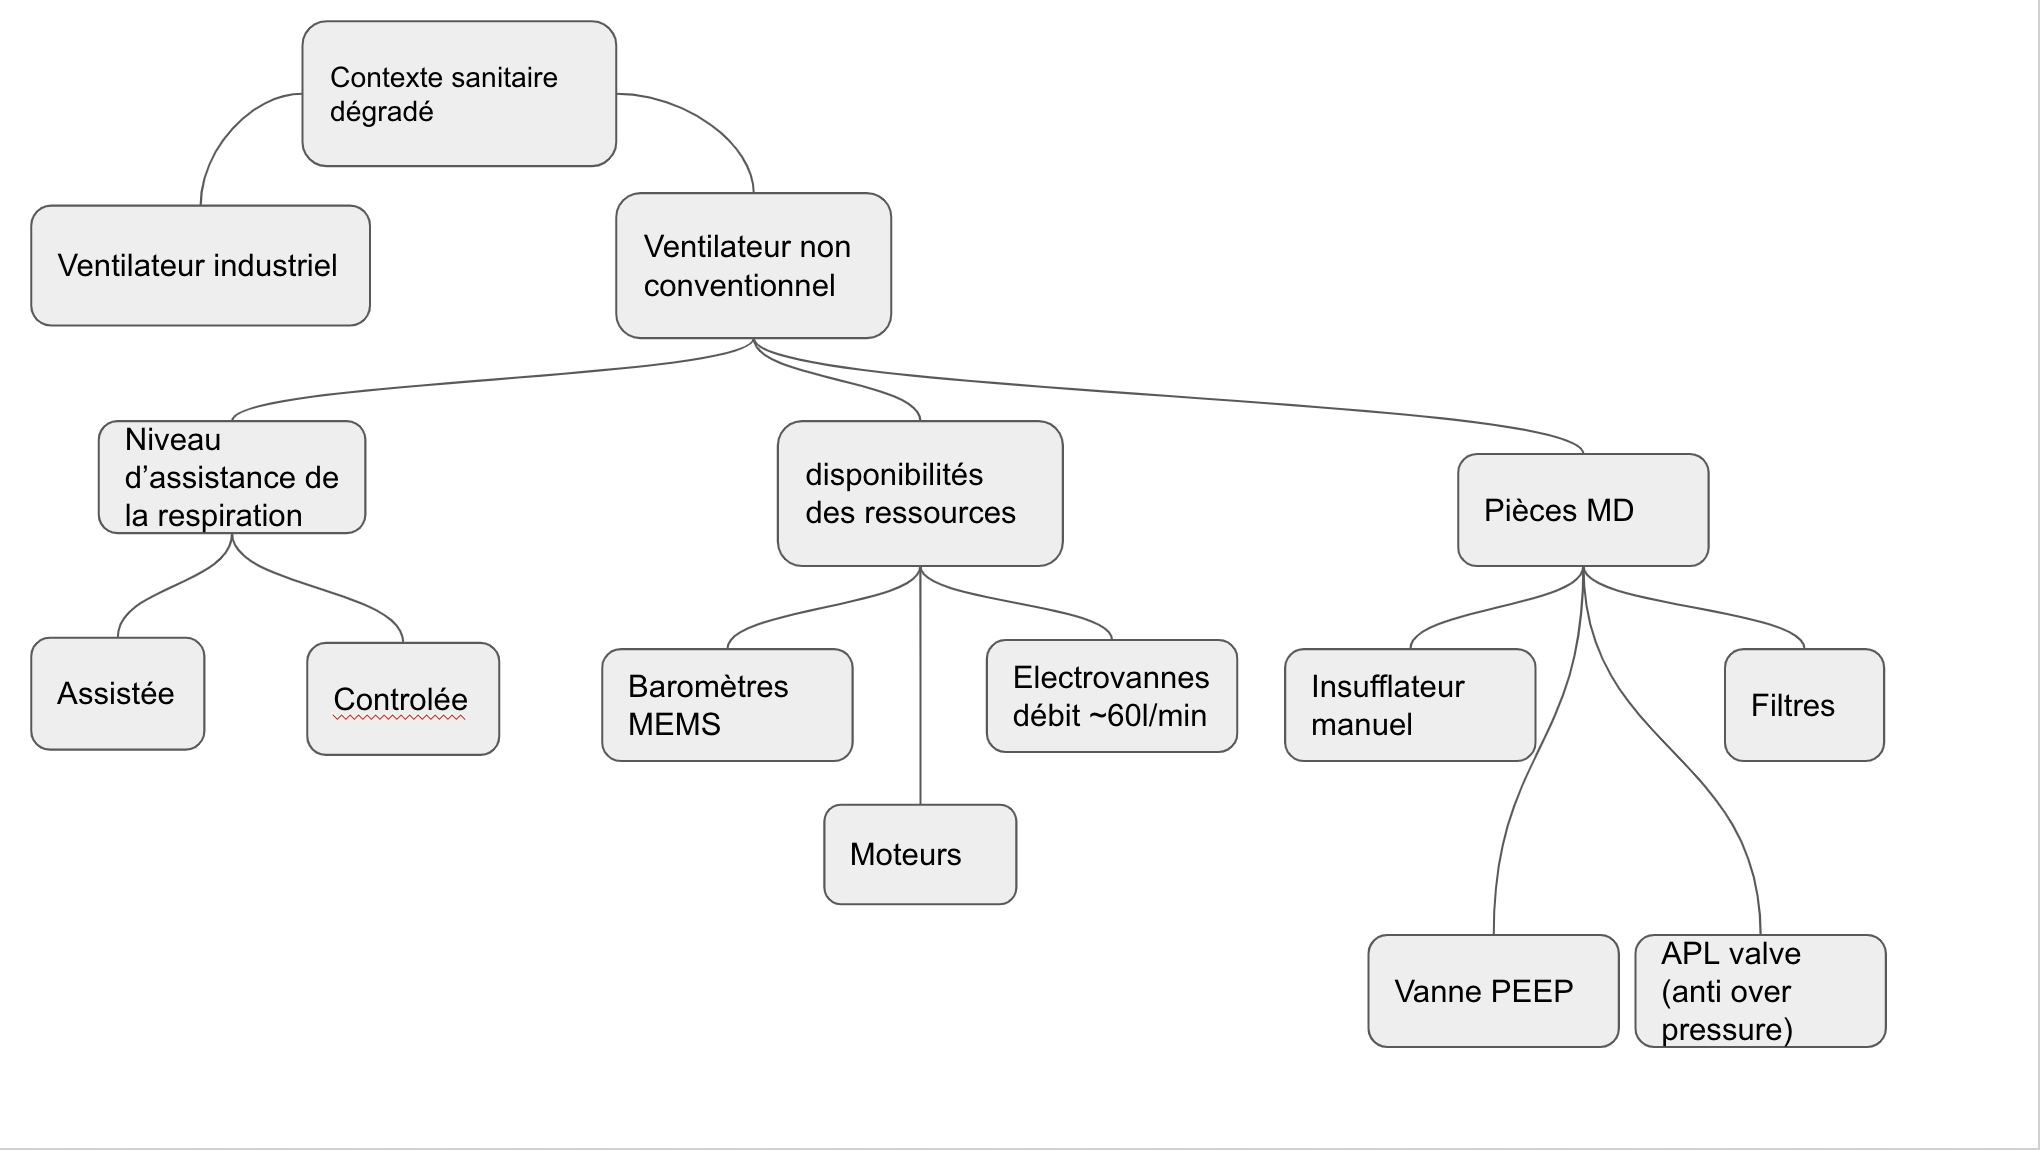 Contexte sanitaire
dégradé
Ventilateur industriel
Ventilateur non
conventionnel
Niveau
d’assistance de
la respiration
disponibilités
des ressources
Pièces MD
Assistée
Controlée
Baromètres
MEMS
Electrovannes
débit ~60l/min
Insufflateur
manuel
Filtres
Moteurs
Vanne PEEP
APL valve
(anti over
pressure)